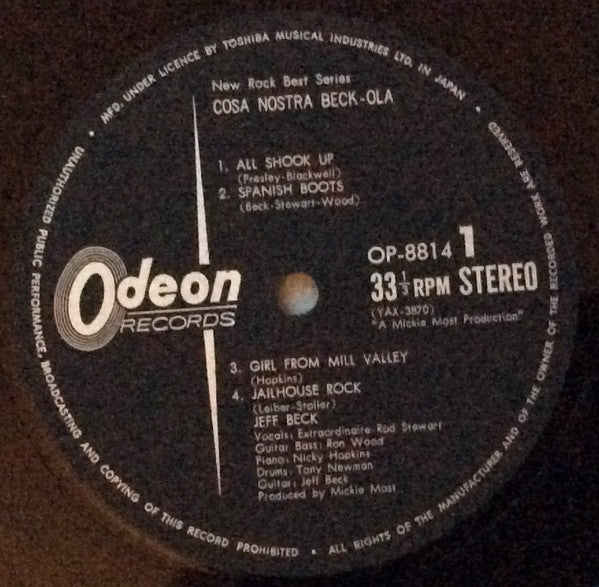 MFD. UNDER LICENCE BY TOSHIBA MUSICAL INDUSTRIES LTD. IN JAPAN •
ALL RIGHTS OF THE MANUFACTURER AND OF THE OWNER OF THE RECORDED WORK ARE RESERVED
UNAUTHORIZED PUBLIC PERFORMANCE, BROADCASTING AND COPYING OF THIS RECORD PROHIBITED •
New Rock Best Series
COSA NOSTRA BECK-OLA
1. ALL SHOOK UP
(Presley-Blackwell)
2. SPANISH BOOTS
(Beck-Stewart-Wood)
Odeon
RECORDS
OP-8814 1
33 1/3 RPM STEREO
(YAX-3870)
"A Mickie Most Production"
3. GIRL FROM MILL VALLEY
(Hopkins)
4. JAILHOUSE ROCK
(Leiber-Stoller)
JEFF BECK
Vocals: Extraordinaire Rod Stewart
Guitar Bass: Ron Wood
Piano: Nicky Hopkins
Drums: Tony Newman
Guitar: Jeff Beck
Produced by Mickie Most